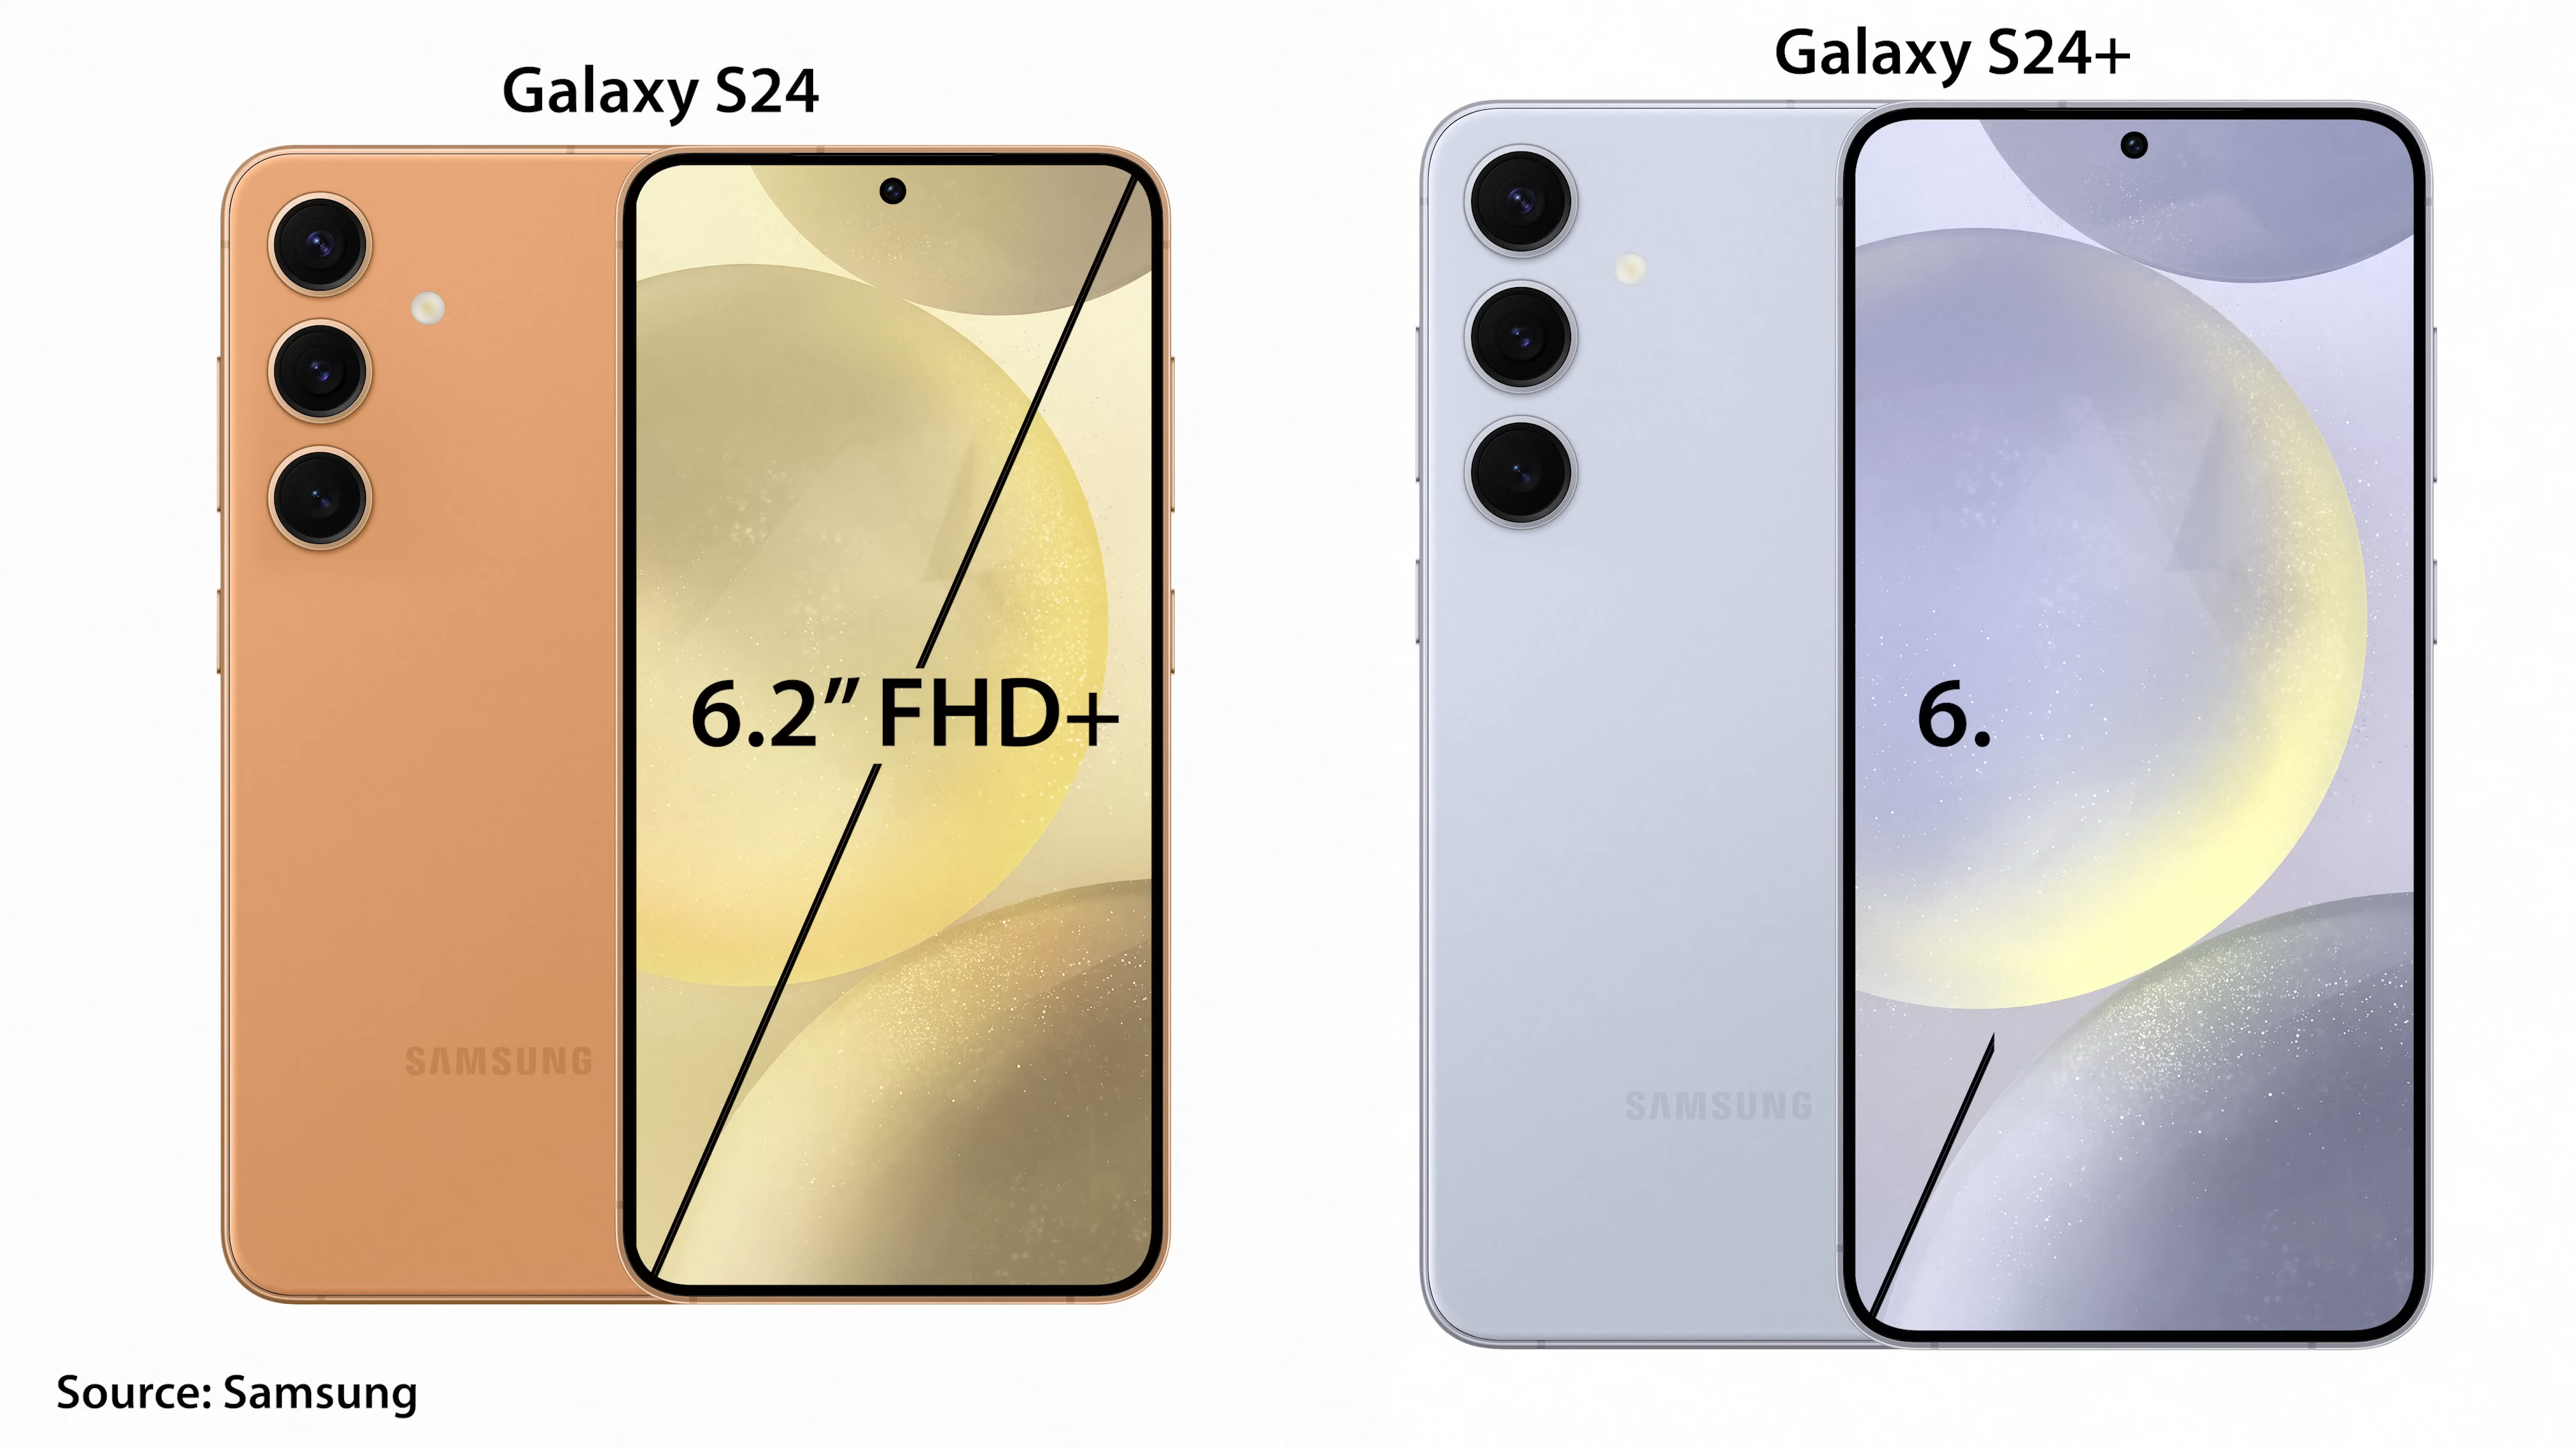 Galaxy S24
Galaxy S24+
6.2” FHD+
6.
SAMSUNG
SAMSUNG
Source: Samsung